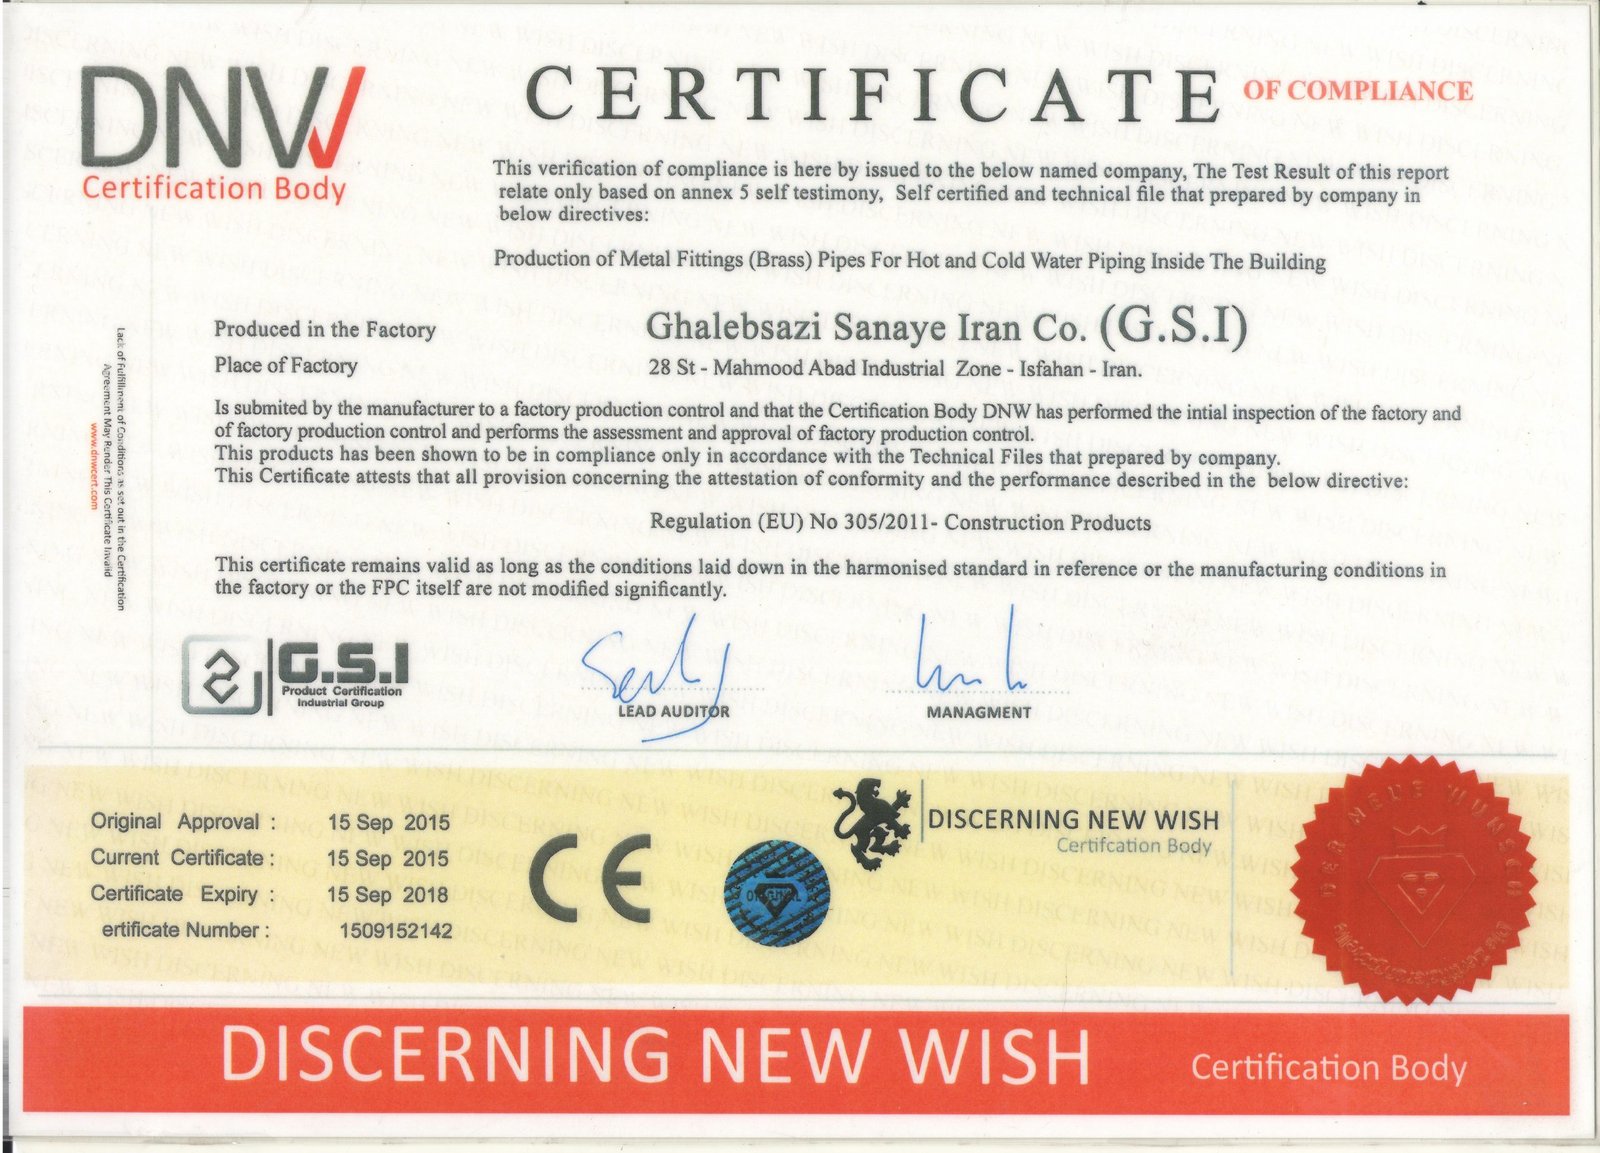 DNW
Certification Body
CERTIFICATE OF COMPLIANCE
This verification of compliance is here by issued to the below named company, The Test Result of this report
relate only based on annex 5 self testimony, Self certified and technical file that prepared by company in
below directives:
Production of Metal Fittings (Brass) Pipes For Hot and Cold Water Piping Inside The Building
Produced in the Factory Ghalebsazi Sanaye Iran Co. (G.S.I)
Place of Factory 28 St - Mahmood Abad Industrial Zone - Isfahan - Iran.
Is submited by the manufacturer to a factory production control and that the Certification Body DNW has performed the intial inspection of the factory and
of factory production control and performs the assessment and approval of factory production control.
This products has been shown to be in compliance only in accordance with the Technical Files that prepared by company.
This Certificate attests that all provision concerning the attestation of conformity and the performance described in the below directive:
Regulation (EU) No 305/2011- Construction Products
This certificate remains valid as long as the conditions laid down in the harmonised standard in reference or the manufacturing conditions in
the factory or the FPC itself are not modified significantly.
Lack of Fulfillment of Conditions as set out in the Certification
Agreement May Render This Certificate Invalid
www.dnwcert.com
G.S.I
Product Certification
Industrial Group
LEAD AUDITOR
MANAGMENT
Original Approval : 15 Sep 2015
Current Certificate : 15 Sep 2015
Certificate Expiry : 15 Sep 2018
ertificate Number : 1509152142
CE
ORIGINAL
DISCERNING NEW WISH
Certifcation Body
DER NEUE WUNSCH
DISCERNING NEW WISH
Certification Body